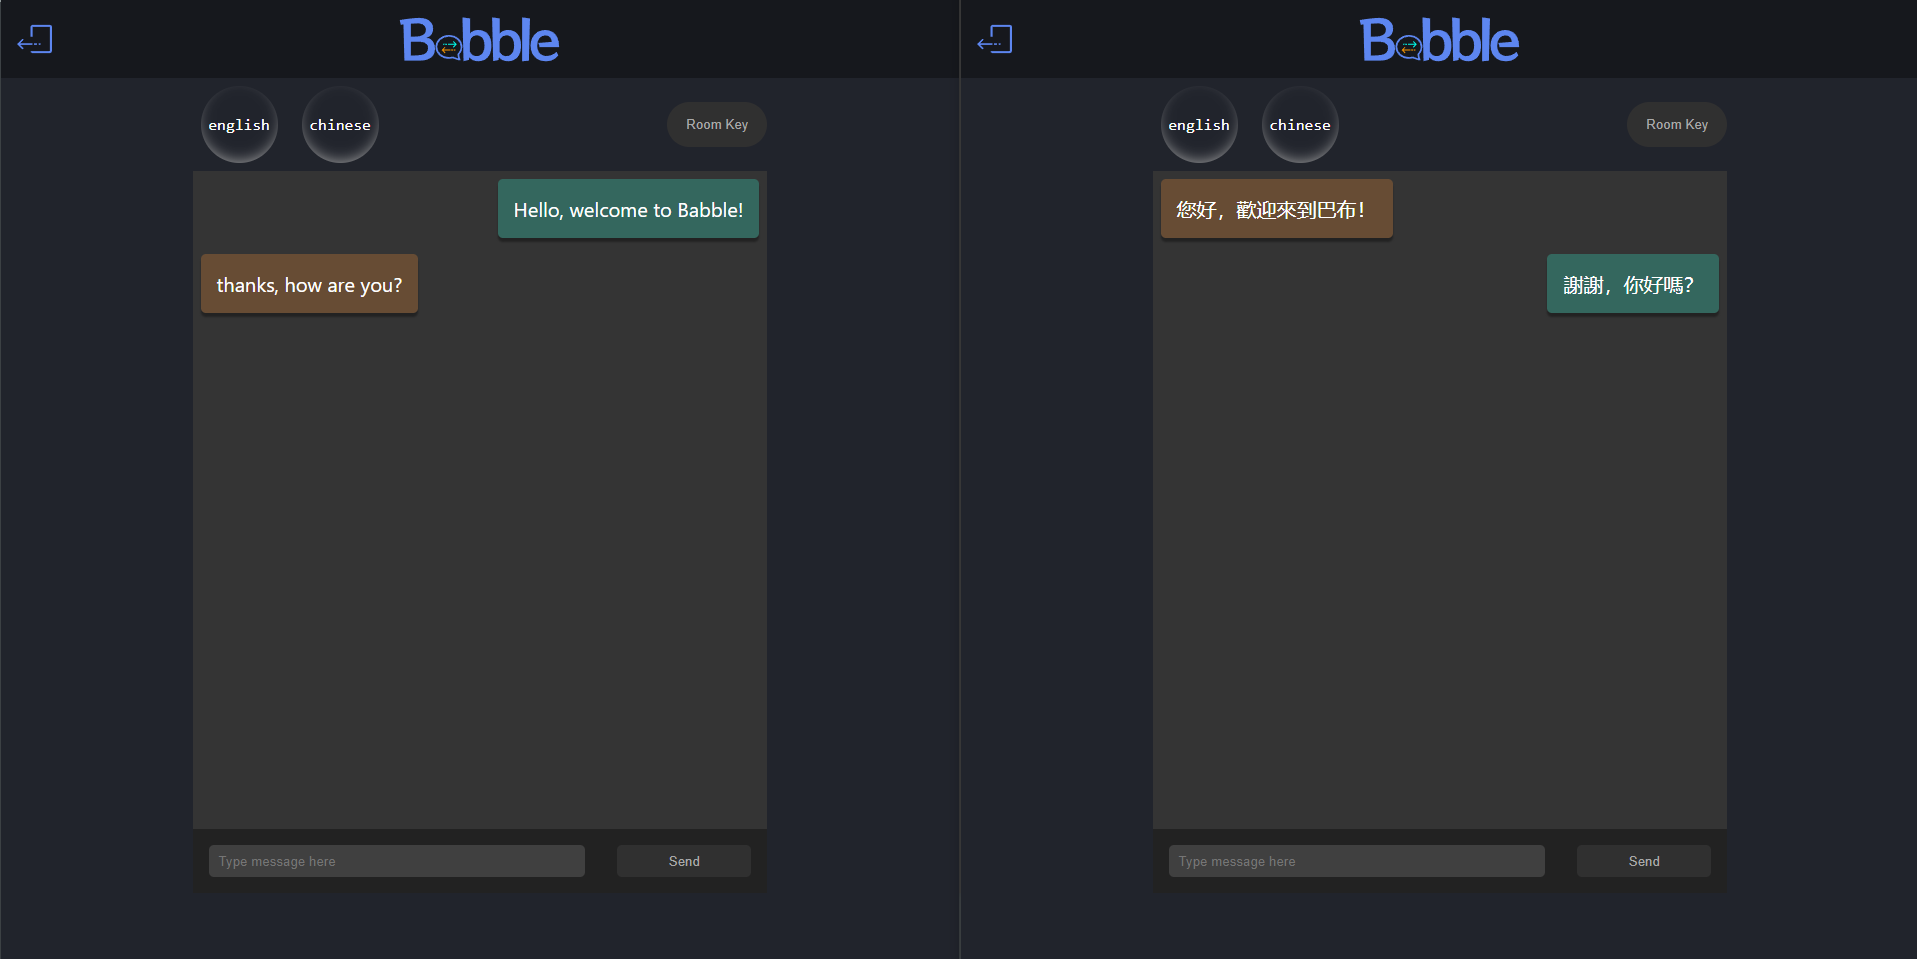 Babble
english
chinese
Room Key
Hello, welcome to Babble!
thanks, how are you?
Type message here
Send
Babble
english
chinese
Room Key
您好，歡迎來到巴布！
謝謝，你好嗎？
Type message here
Send